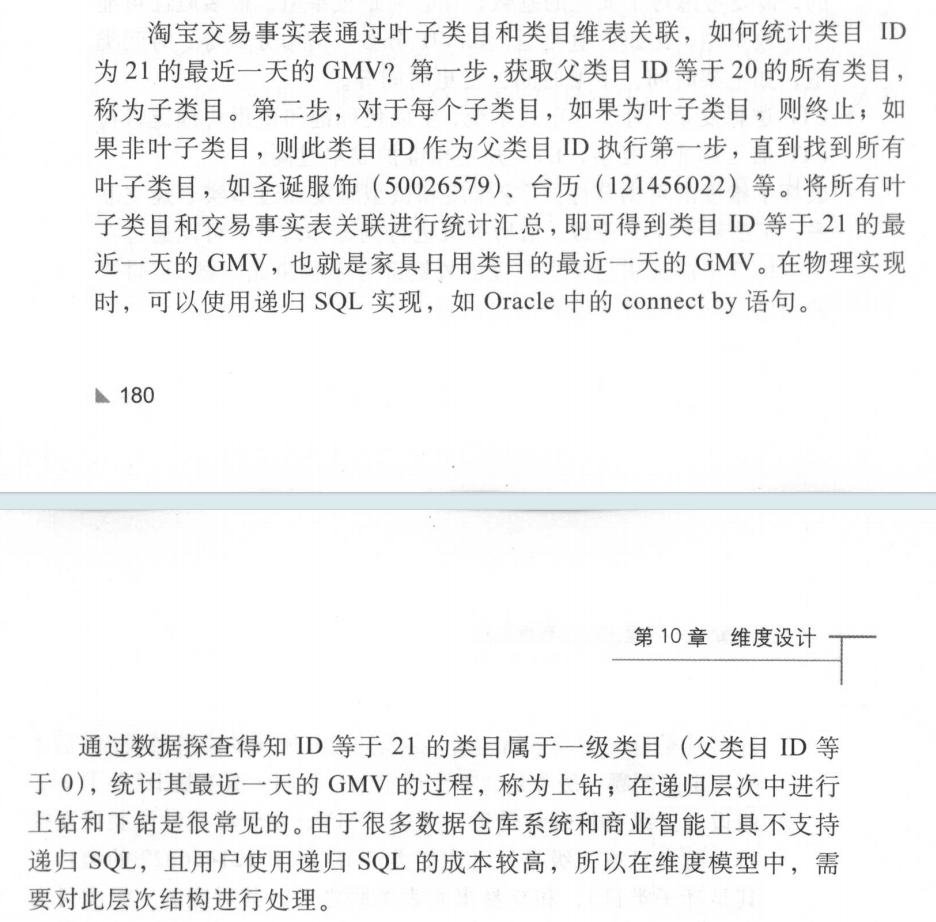 淘宝交易事实表通过叶子类目和类目维表关联，如何统计类目 ID
为 21 的最近一天的 GMV？第一步，获取父类目 ID 等于 20 的所有类目，
称为子类目。第二步，对于每个子类目，如果为叶子类目，则终止；如
果非叶子类目，则此类目 ID 作为父类目 ID 执行第一步，直到找到所有
叶子类目，如圣诞服饰（50026579）、台历（121456022）等。将所有叶
子类目和交易事实表关联进行统计汇总，即可得到类目 ID 等于 21 的最
近一天的 GMV，也就是家具日用类目的最近一天的 GMV。在物理实现
时，可以使用递归 SQL 实现，如 Oracle 中的 connect by 语句。
180
第 10 章 维度设计
通过数据探查得知 ID 等于 21 的类目属于一级类目（父类目 ID 等
于 0），统计其最近一天的 GMV 的过程，称为上钻；在递归层次中进行
上钻和下钻是很常见的。由于很多数据仓库系统和商业智能工具不支持
递归 SQL，且用户使用递归 SQL 的成本较高，所以在维度模型中，需
要对此层次结构进行处理。